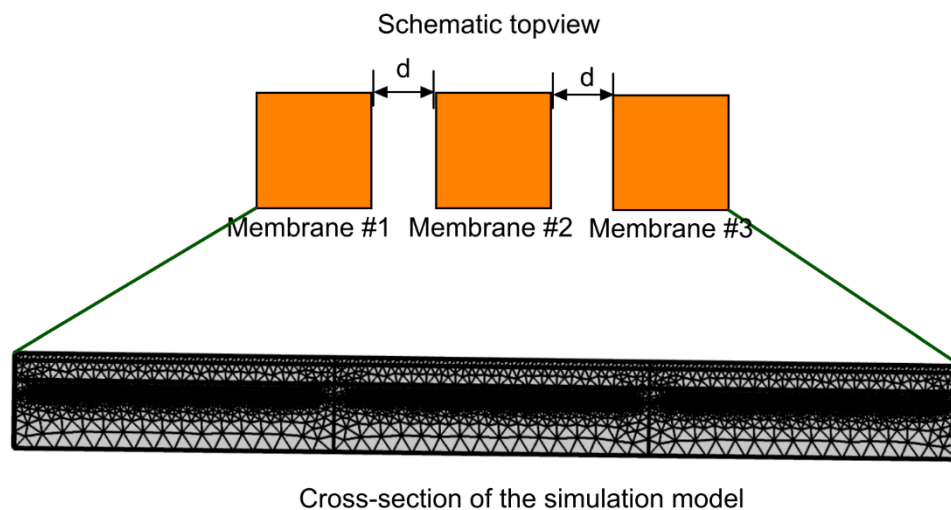 Schematic topview
d
d
Membrane #1
Membrane #2
Membrane #3
Cross-section of the simulation model